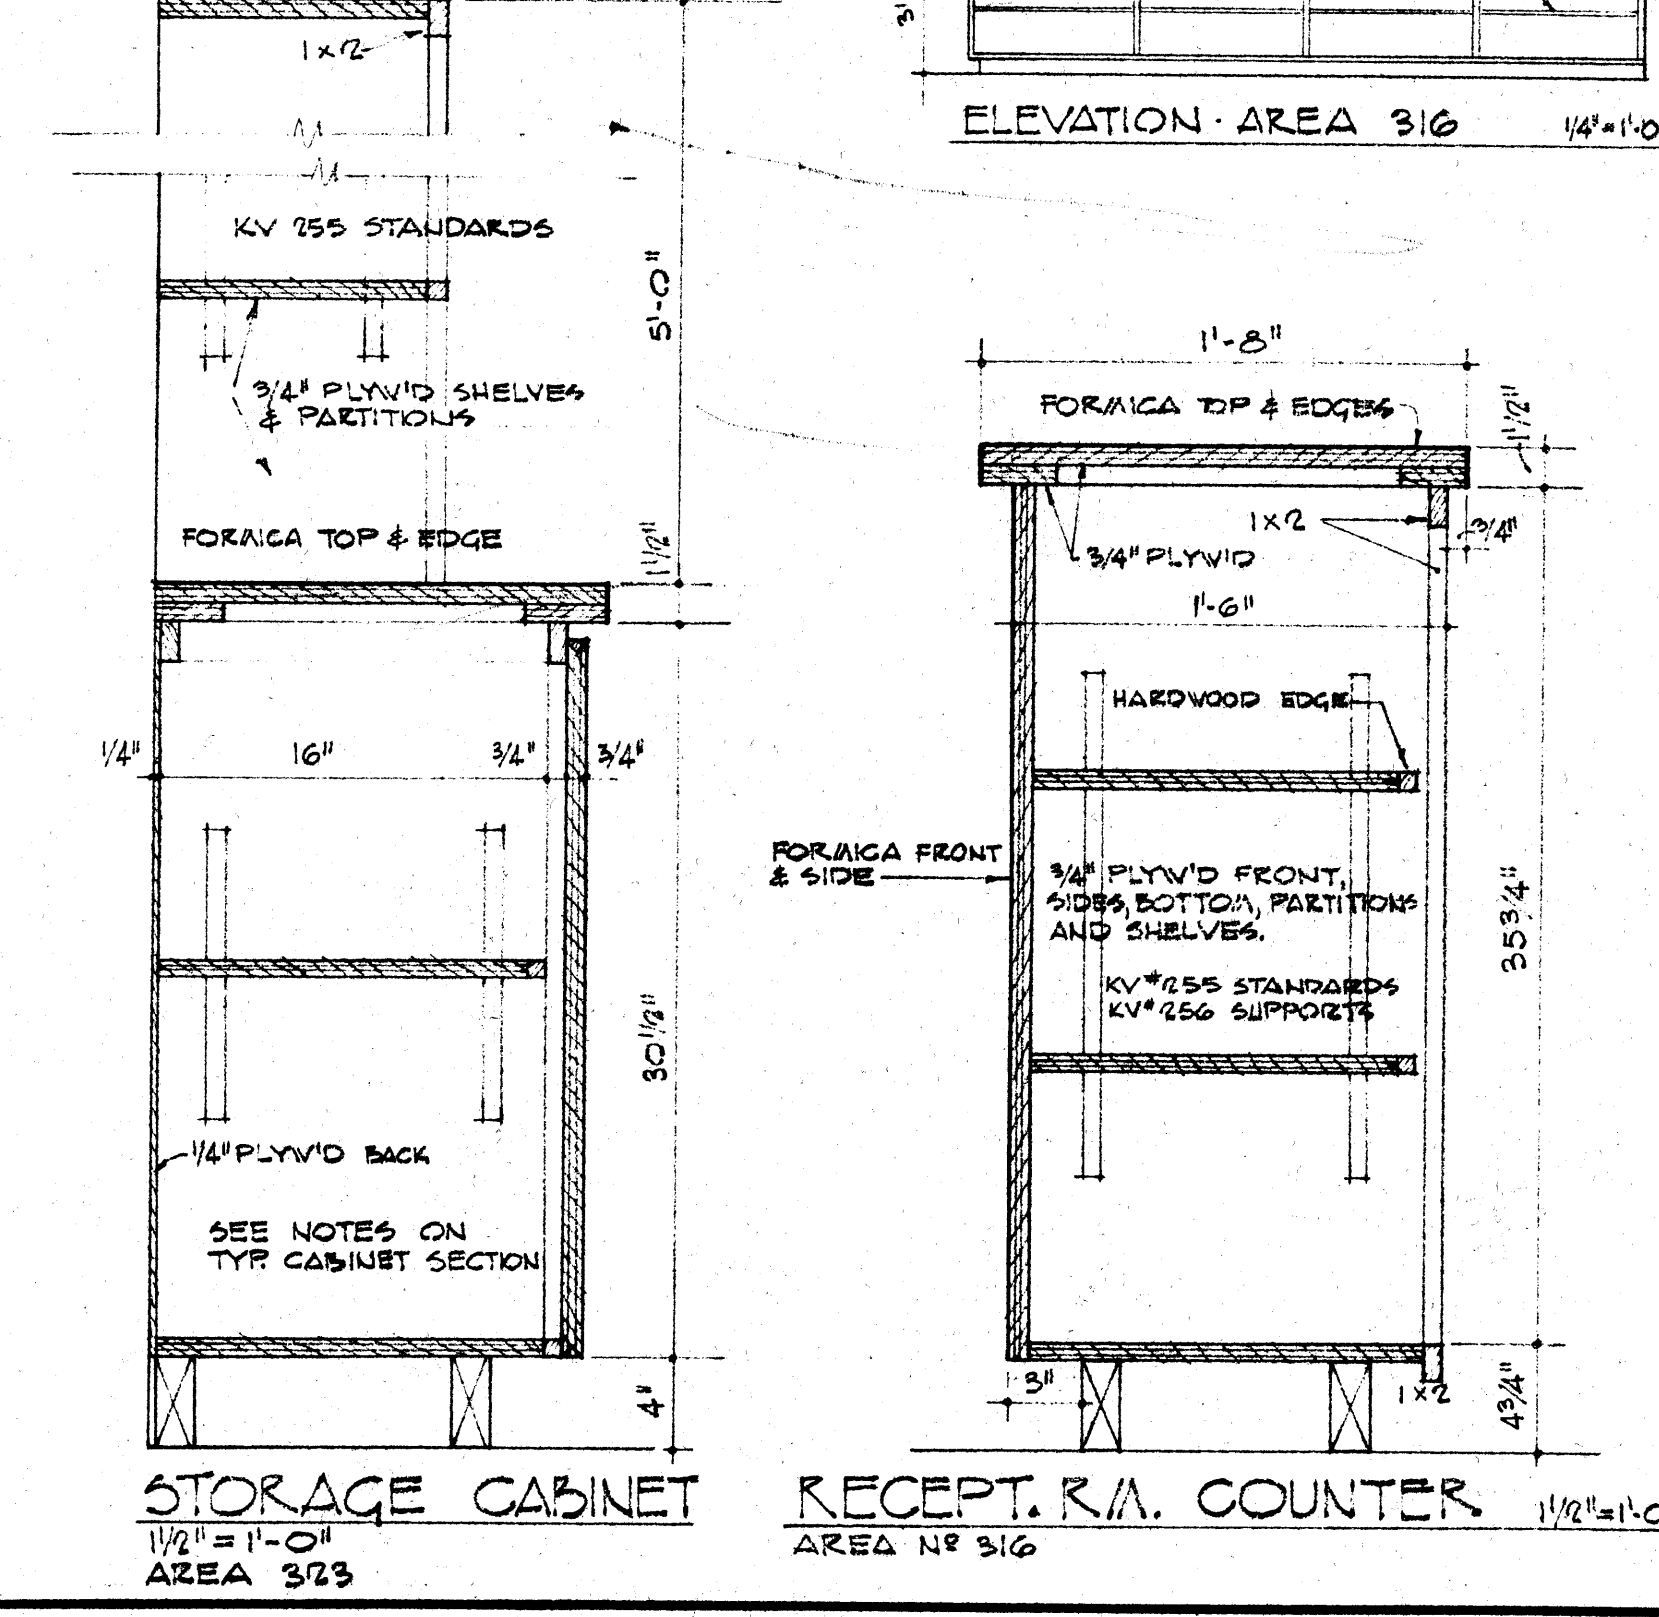 1x2
3'
ELEVATION · AREA 316
1/4"=1'-0
KV 255 STANDARDS
5'-0"
3/4" PLYW'D SHELVES
& PARTITIONS
FORMICA TOP & EDGE
1 1/2"
1/4"
16"
3/4"
3/4"
30 1/2"
1/4" PLYW'D BACK
SEE NOTES ON
TYP. CABINET SECTION
4"
STORAGE CABINET
1 1/2" = 1'-0"
AREA 323
1'-8"
FORMICA TOP & EDGES
1 1/2"
1x2
3/4"
3/4" PLYW'D
1'-6"
HARDWOOD EDGE
FORMICA FRONT
& SIDE
3/4" PLYW'D FRONT,
SIDES, BOTTOM, PARTITIONS
AND SHELVES.
KV#255 STANDARDS
KV#256 SUPPORTS
35 3/4"
3"
1x2
4 3/4"
RECEPT. RM. COUNTER
1 1/2"=1'-0
AREA Nº 316